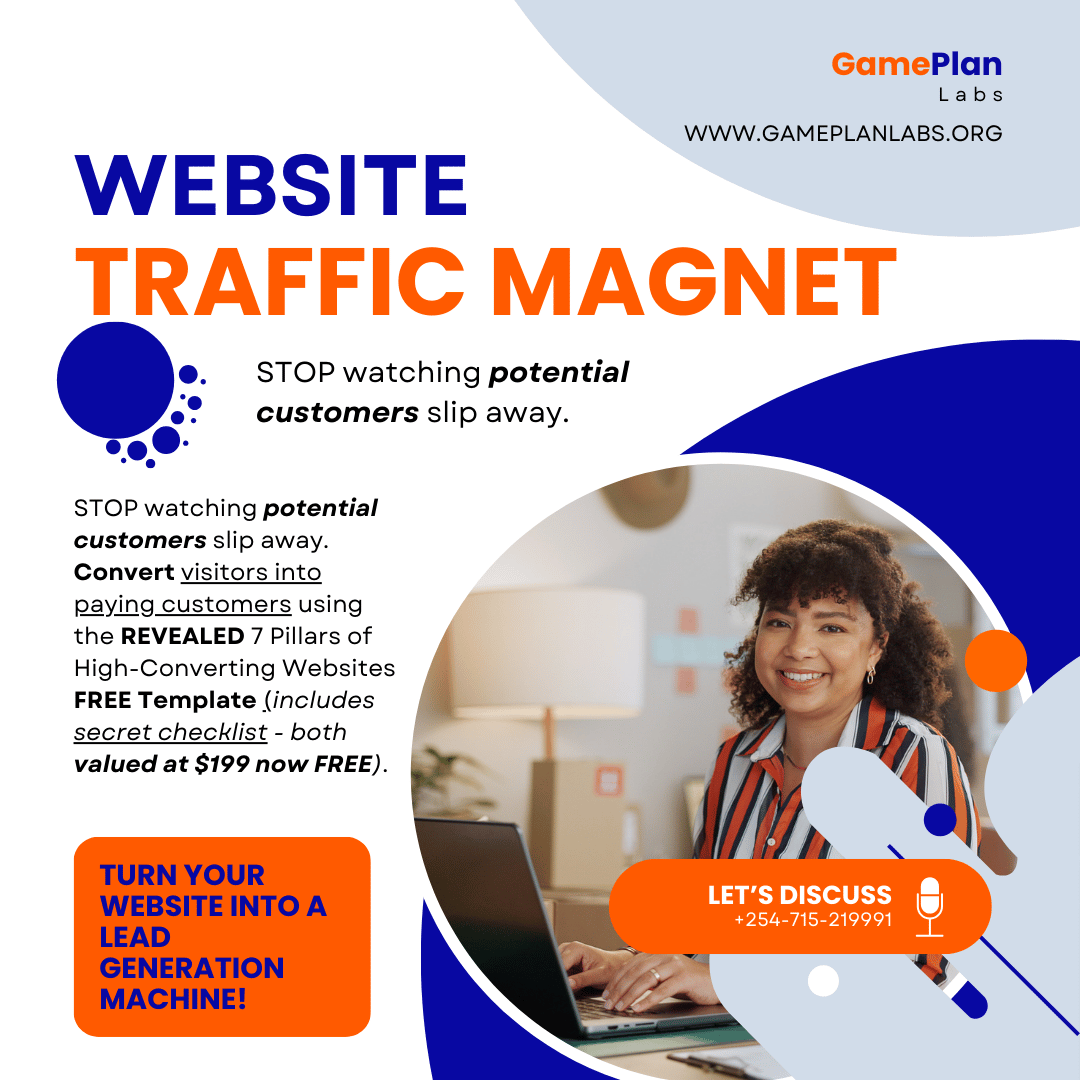 GamePlan
Labs
WWW.GAMEPLANLABS.ORG
WEBSITE
TRAFFIC MAGNET
STOP watching potential
customers slip away.
STOP watching potential
customers slip away.
Convert visitors into
paying customers using
the REVEALED 7 Pillars of
High-Converting Websites
FREE Template (includes
secret checklist - both
valued at $199 now FREE).
TURN YOUR
WEBSITE INTO A
LEAD
GENERATION
MACHINE!
LET’S DISCUSS
+254-715-219991